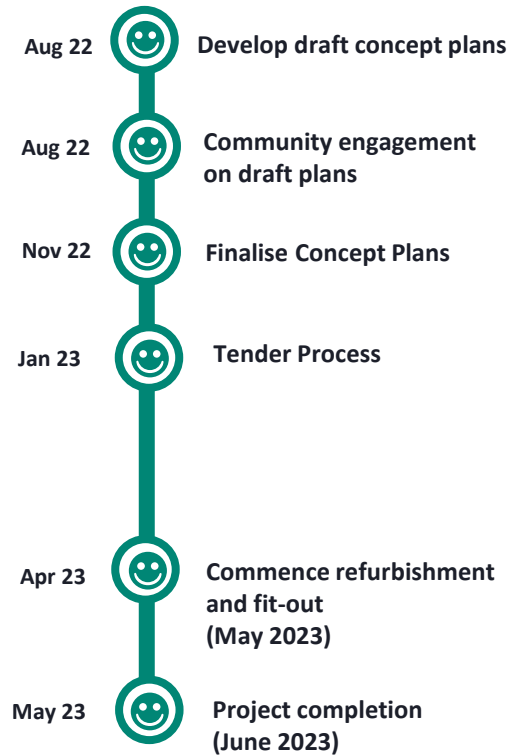 Aug 22 Develop draft concept plans
Aug 22 Community engagement
on draft plans
Nov 22 Finalise Concept Plans
Jan 23 Tender Process
Apr 23 Commence refurbishment
and fit-out
(May 2023)
May 23 Project completion
(June 2023)